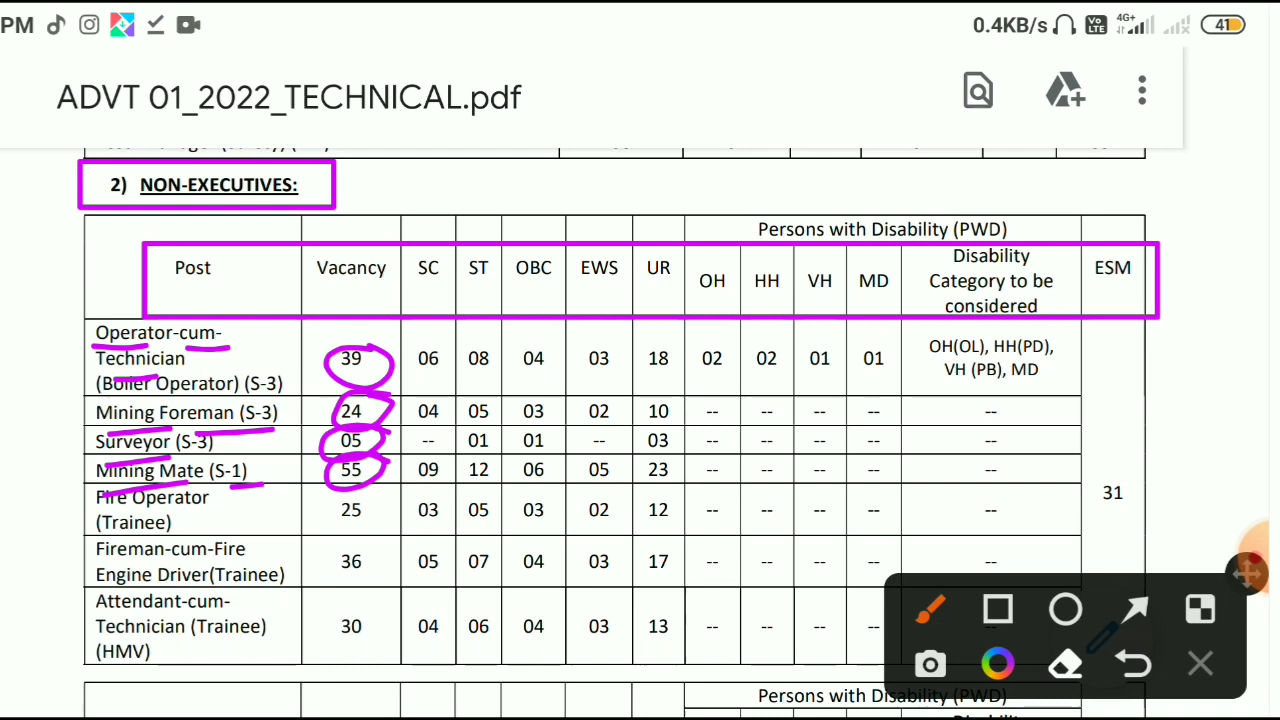 PM 0.4KB/s Vo LTE 4G+ 41
ADVT 01_2022_TECHNICAL.pdf
2) NON-EXECUTIVES:
Persons with Disability (PWD)
Post Vacancy SC ST OBC EWS UR OH HH VH MD Disability Category to be considered ESM
Operator-cum-
Technician
(Boiler Operator) (S-3) 39 06 08 04 03 18 02 02 01 01 OH(OL), HH(PD), VH (PB), MD
Mining Foreman (S-3) 24 04 05 03 02 10 -- -- -- -- --
Surveyor (S-3) 05 -- 01 01 -- 03 -- -- -- -- --
Mining Mate (S-1) 55 09 12 06 05 23 -- -- -- -- --
31
Fire Operator
(Trainee) 25 03 05 03 02 12 -- -- -- -- --
Fireman-cum-Fire
Engine Driver(Trainee) 36 05 07 04 03 17 -- -- -- -- --
Attendant-cum-
Technician (Trainee)
(HMV) 30 04 06 04 03 13 -- -- -- --
Persons with Disability (PWD)